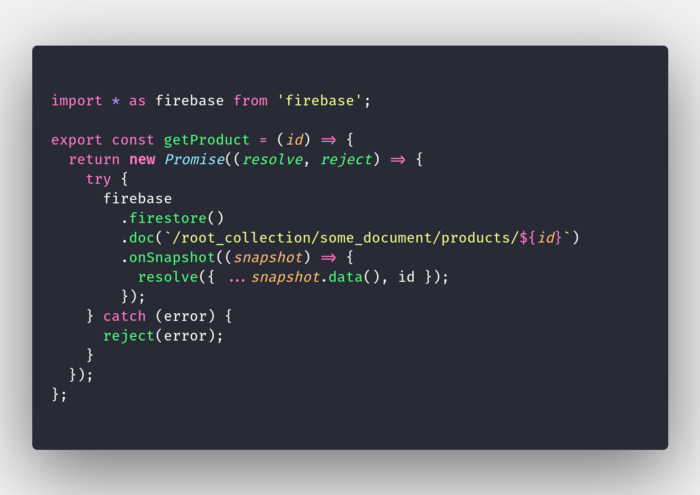 import * as firebase from 'firebase';
export const getProduct = (id) => {
return new Promise((resolve, reject) => {
try {
firebase
.firestore()
.doc(`/root_collection/some_document/products/${id}`)
.onSnapshot((snapshot) => {
resolve({ ...snapshot.data(), id });
});
} catch (error) {
reject(error);
}
});
};